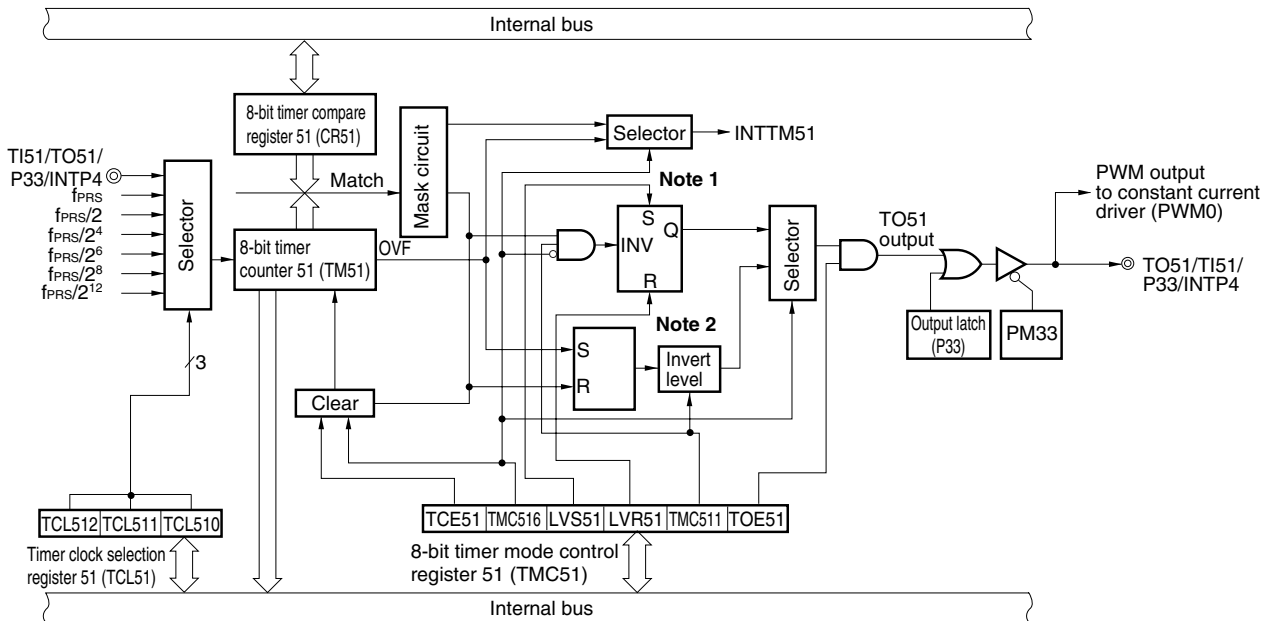 Internal bus
8-bit timer compare
register 51 (CR51)
Mask circuit
Selector
INTTM51
TI51/TO51/
P33/INTP4
fPRS
fPRS/2
fPRS/2⁴
fPRS/2⁶
fPRS/2⁸
fPRS/2¹²
Selector
Match
8-bit timer
counter 51 (TM51)
OVF
Note 1
S
INV
Q
R
Selector
TO51
output
PWM output
to constant current
driver (PWM0)
TO51/TI51/
P33/INTP4
Output latch
(P33)
PM33
Note 2
S
R
Invert
level
3
Clear
TCL512 TCL511 TCL510
Timer clock selection
register 51 (TCL51)
TCE51 TMC516 LVS51 LVR51 TMC511 TOE51
8-bit timer mode control
register 51 (TMC51)
Internal bus